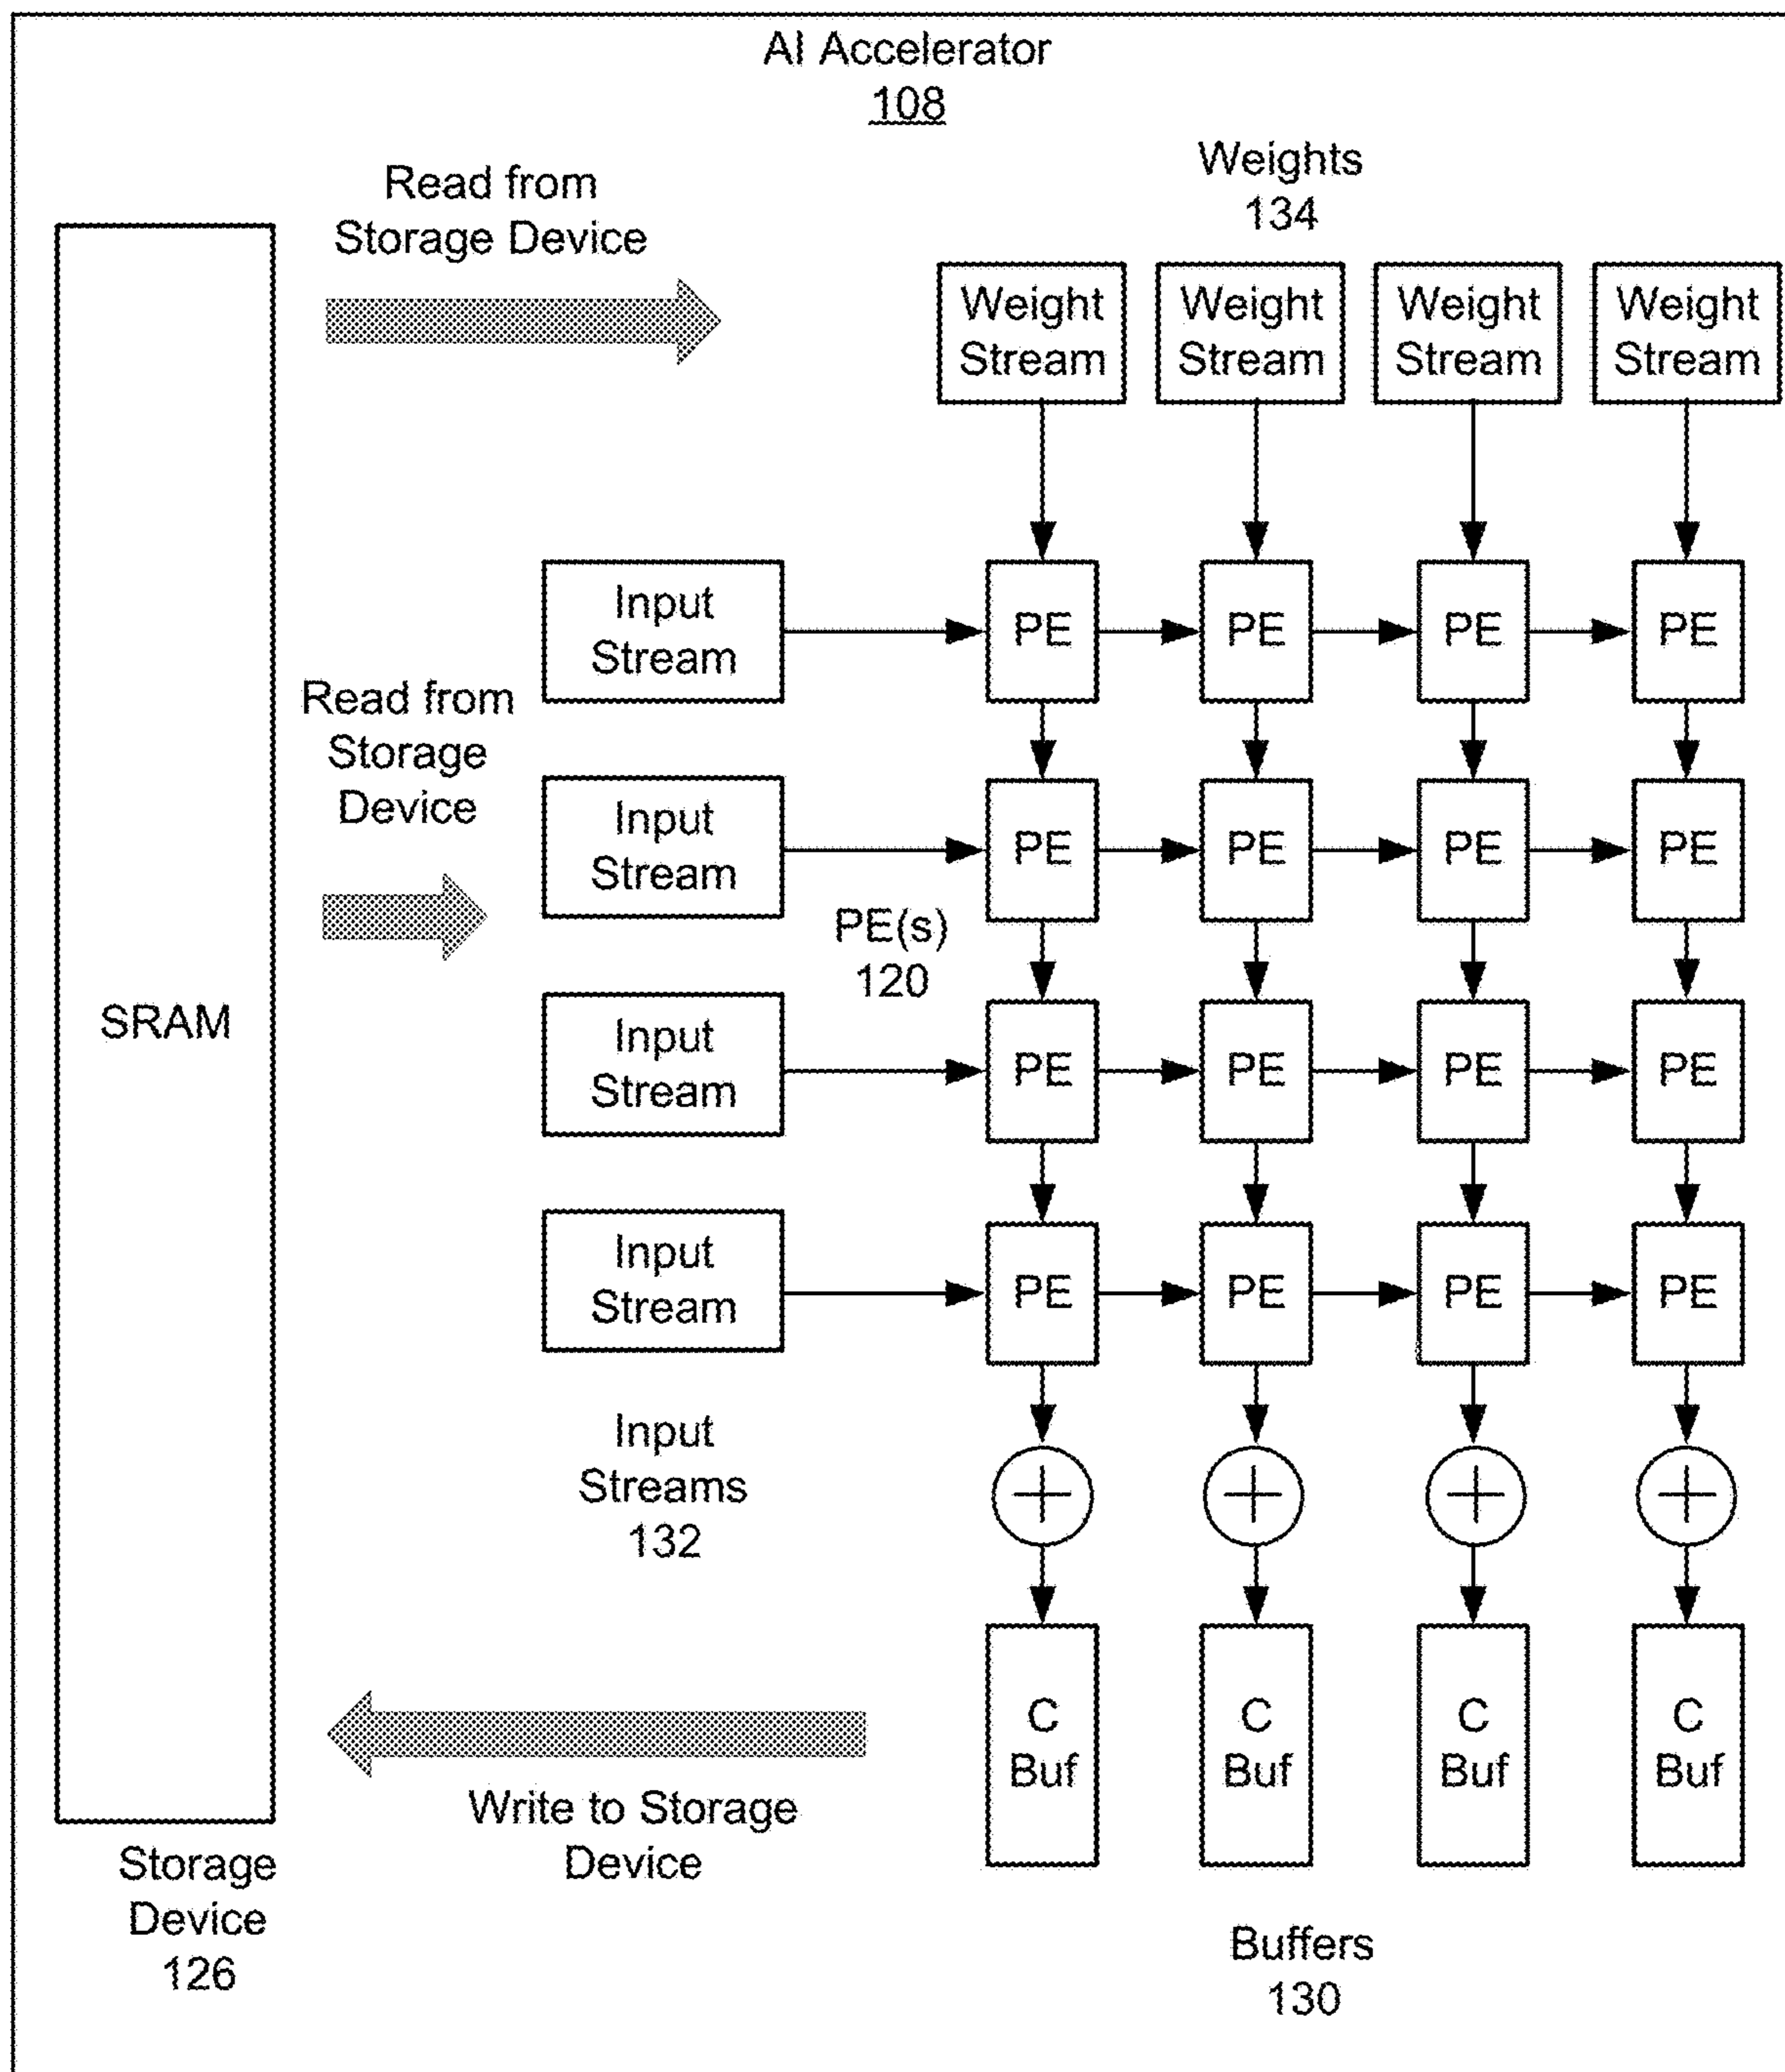 AI Accelerator
108
Read from
Storage Device
Weights
134
Weight
Stream
Weight
Stream
Weight
Stream
Weight
Stream
Input
Stream
PE
PE
PE
PE
Read from
Storage
Device
Input
Stream
PE
PE
PE
PE
PE(s)
120
SRAM
Input
Stream
PE
PE
PE
PE
Input
Stream
PE
PE
PE
PE
Input
Streams
132
C
Buf
C
Buf
C
Buf
C
Buf
Write to Storage
Device
Storage
Device
126
Buffers
130